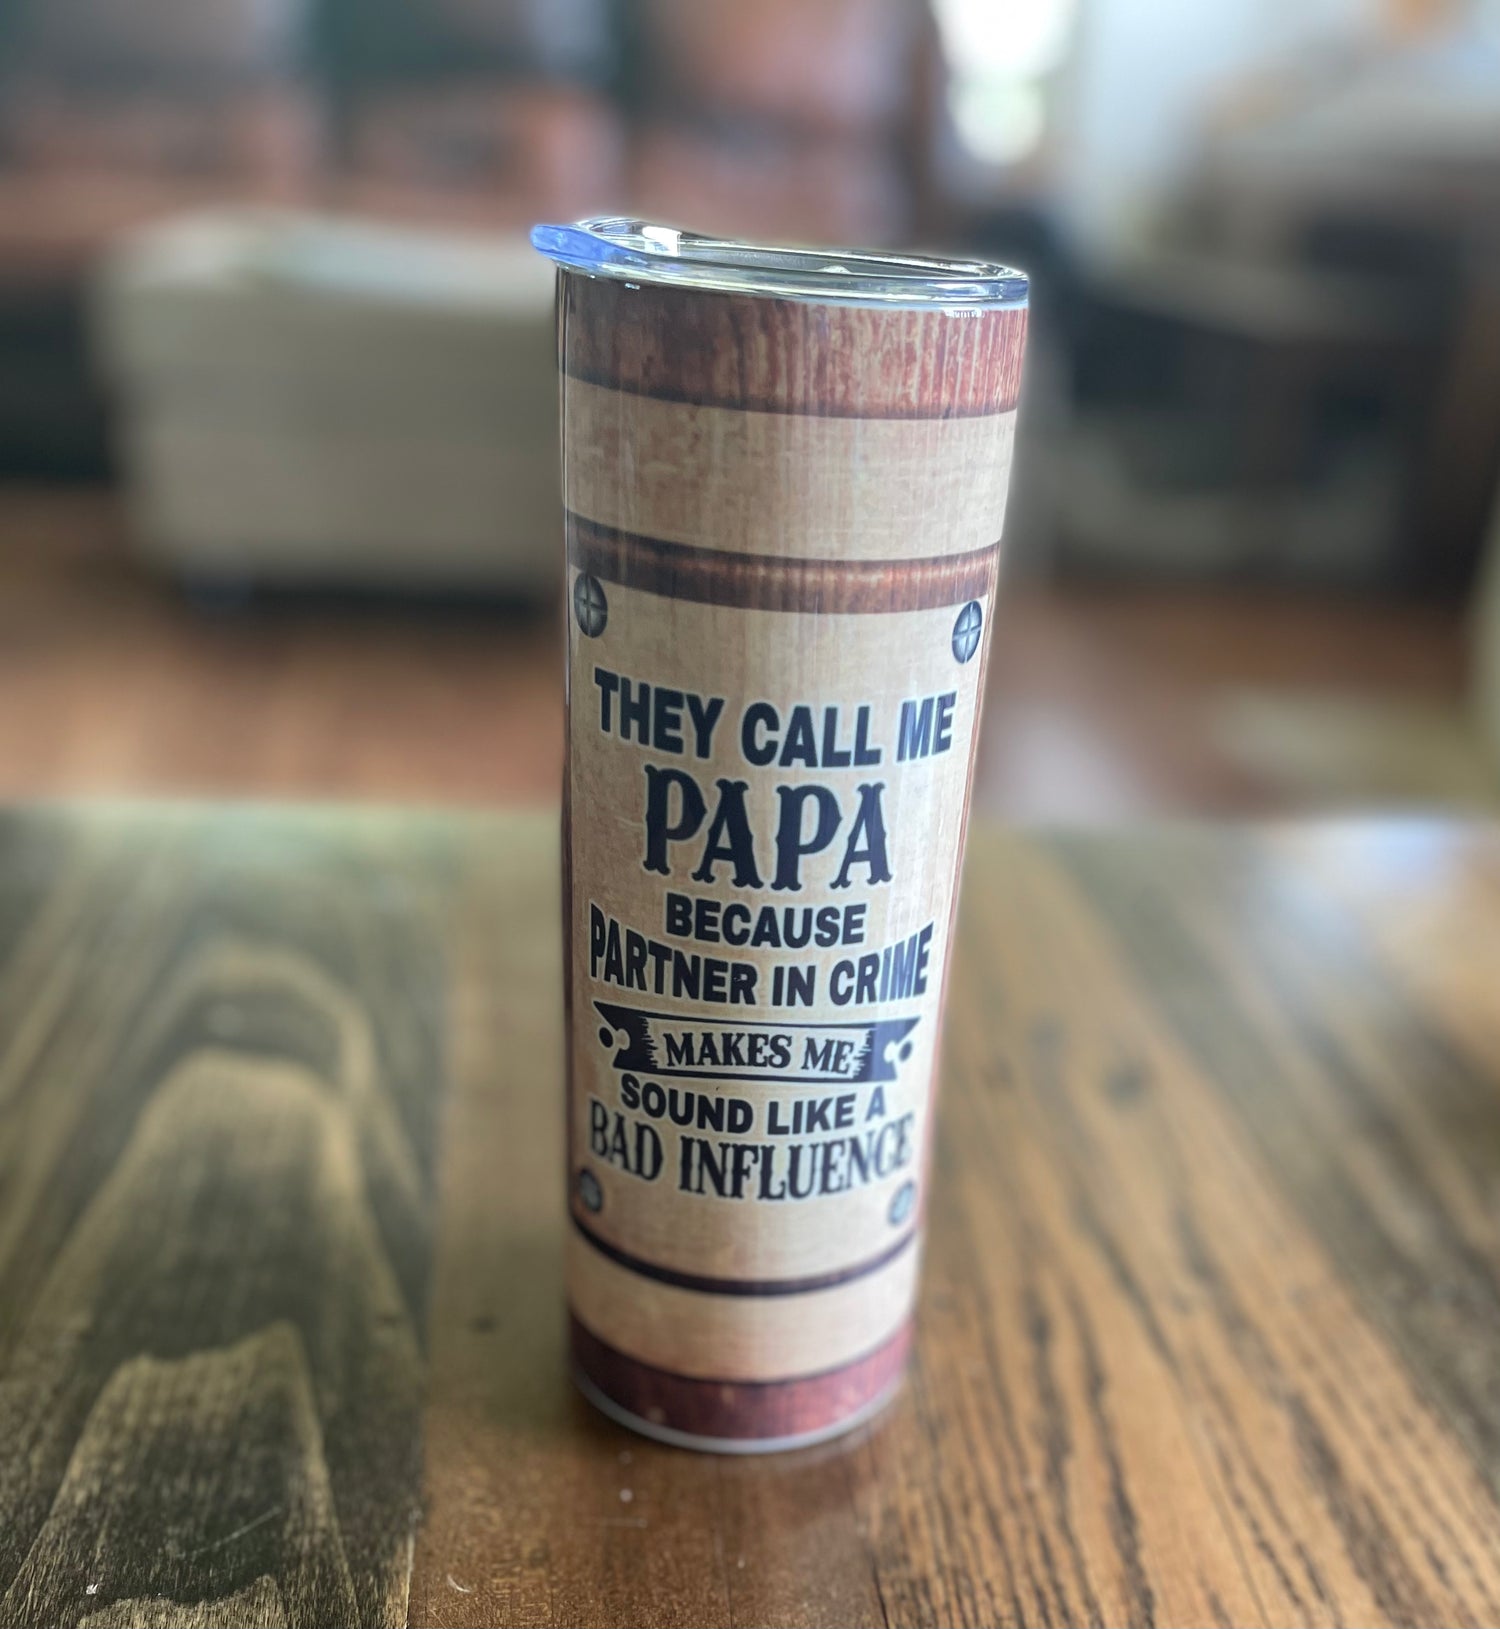 THEY CALL ME
PAPA
BECAUSE
PARTNER IN CRIME
MAKES ME
SOUND LIKE A
BAD INFLUENCE